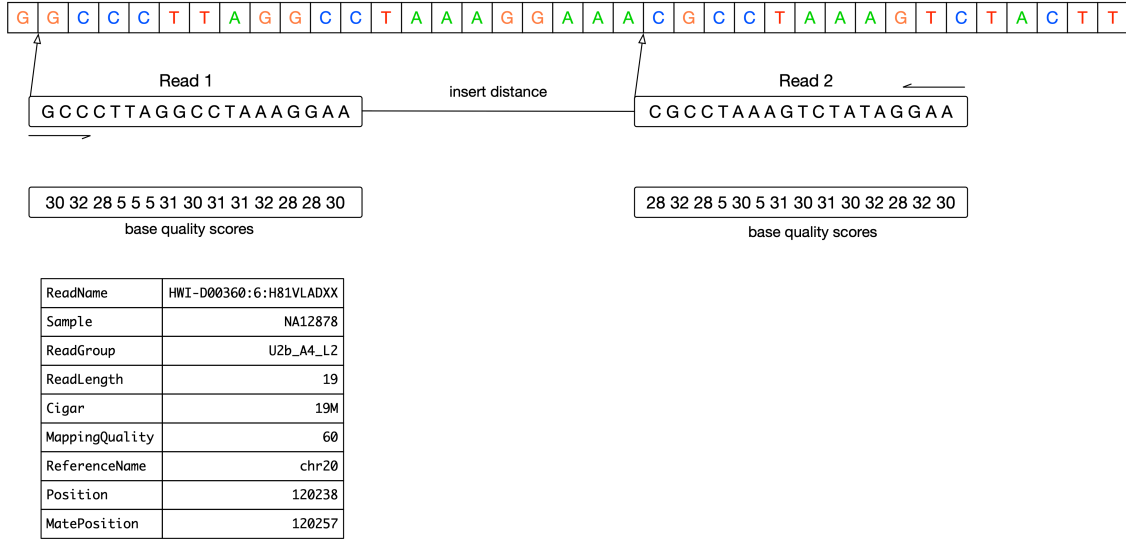 G G C C C T T A G G C C T A A A G G A A A C G C C T A A A G T C T A C T T
Read 1
insert distance
Read 2
G C C C T T A G G C C T A A A G G A A
C G C C T A A A G T C T A T A G G A A
30 32 28 5 5 5 31 30 31 31 32 28 28 30
28 32 28 5 30 5 31 30 31 30 32 28 32 30
base quality scores
base quality scores
ReadName HWI-D00360:6:H81VLADXX
Sample NA12878
ReadGroup U2b_A4_L2
ReadLength 19
Cigar 19M
MappingQuality 60
ReferenceName chr20
Position 120238
MatePosition 120257